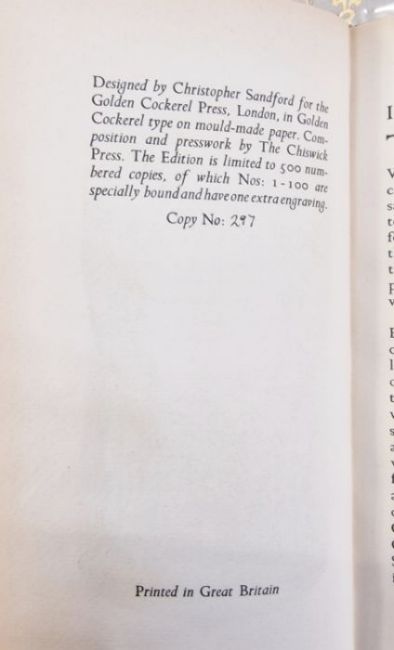 Designed by Christopher Sandford for the
Golden Cockerel Press, London, in Golden
Cockerel type on mould-made paper. Com-
position and presswork by The Chiswick
Press. The Edition is limited to 500 num-
bered copies, of which Nos: 1-100 are
specially bound and have one extra engraving.
Copy No: 297
Printed in Great Britain